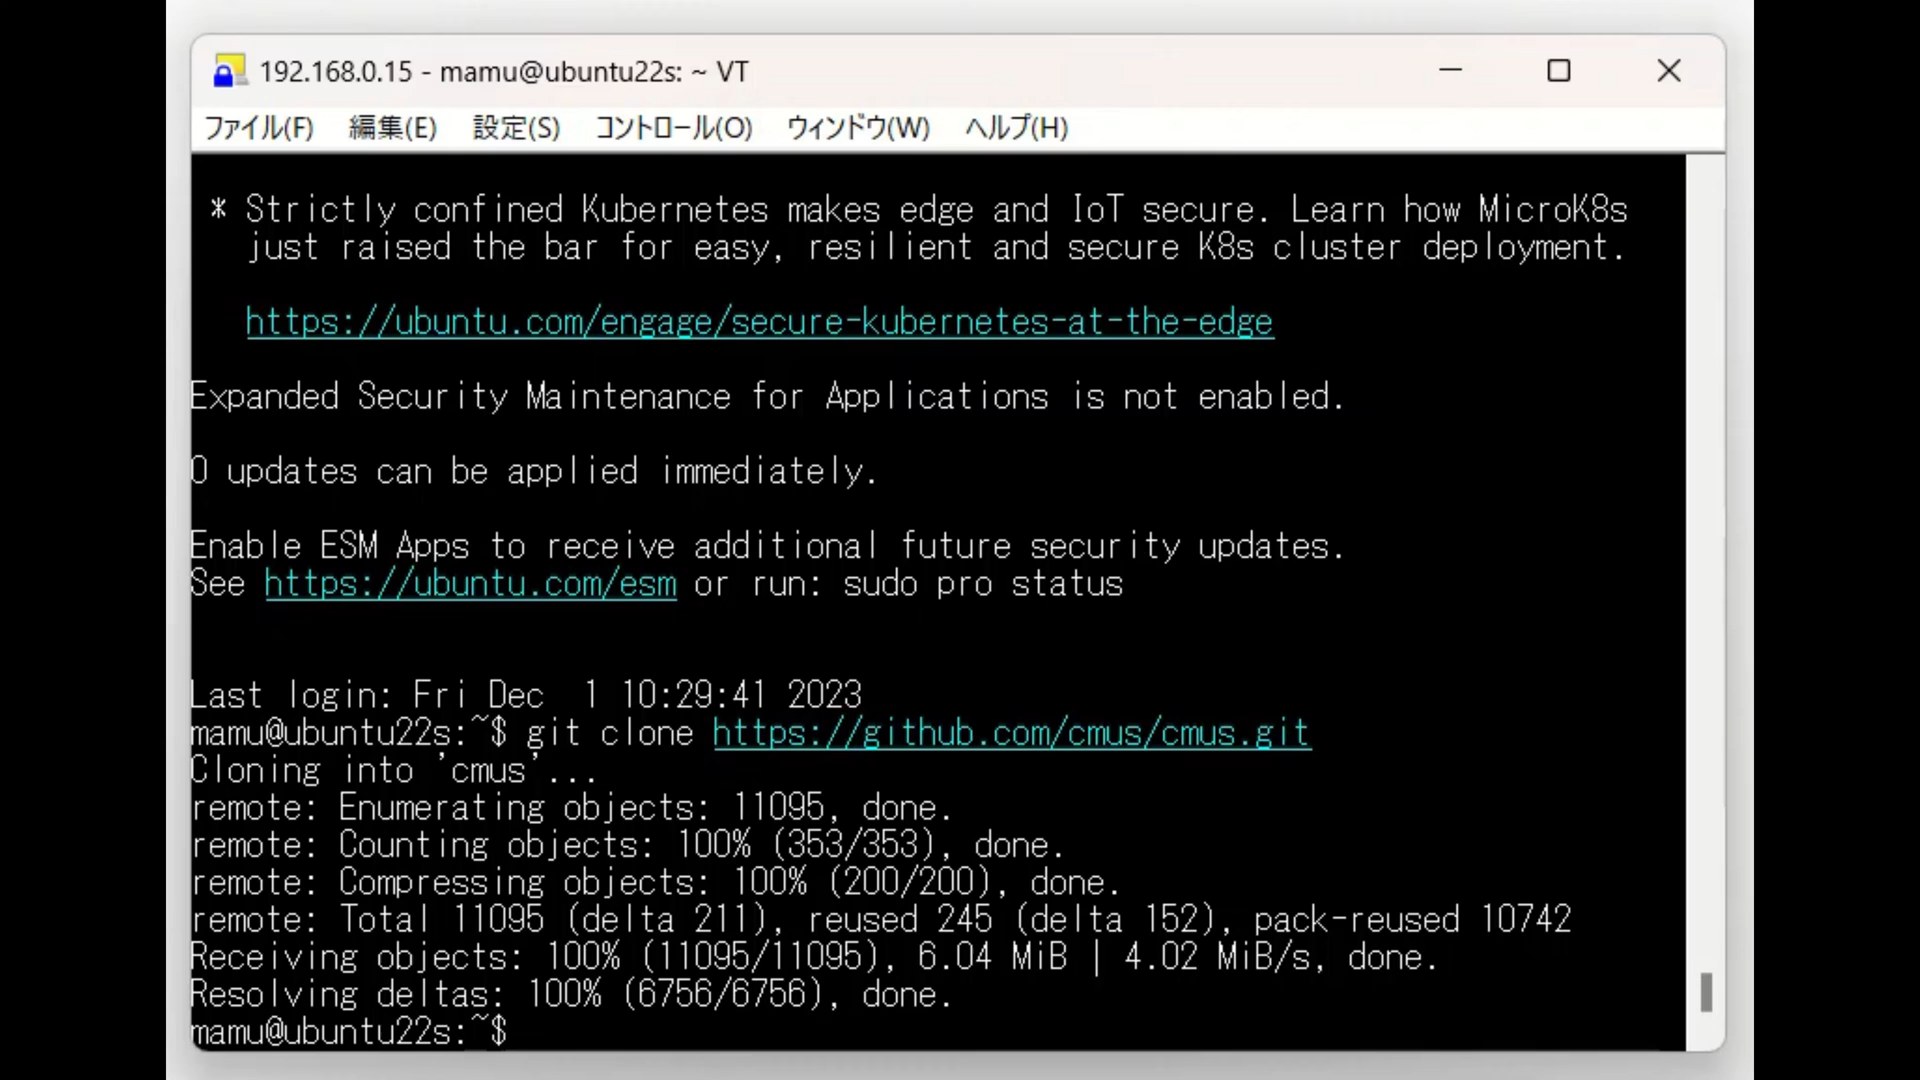 192.168.0.15 - mamu@ubuntu22s: ~ VT
ファイル(F) 編集(E) 設定(S) コントロール(O) ウィンドウ(W) ヘルプ(H)
* Strictly confined Kubernetes makes edge and IoT secure. Learn how MicroK8s
just raised the bar for easy, resilient and secure K8s cluster deployment.
https://ubuntu.com/engage/secure-kubernetes-at-the-edge
Expanded Security Maintenance for Applications is not enabled.
0 updates can be applied immediately.
Enable ESM Apps to receive additional future security updates.
See https://ubuntu.com/esm or run: sudo pro status
Last login: Fri Dec  1 10:29:41 2023
mamu@ubuntu22s:~$ git clone https://github.com/cmus/cmus.git
Cloning into 'cmus'...
remote: Enumerating objects: 11095, done.
remote: Counting objects: 100% (353/353), done.
remote: Compressing objects: 100% (200/200), done.
remote: Total 11095 (delta 211), reused 245 (delta 152), pack-reused 10742
Receiving objects: 100% (11095/11095), 6.04 MiB | 4.02 MiB/s, done.
Resolving deltas: 100% (6756/6756), done.
mamu@ubuntu22s:~$